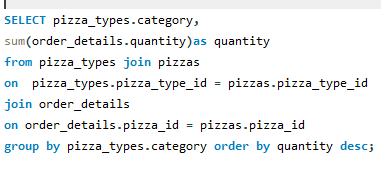 SELECT pizza_types.category,
sum(order_details.quantity)as quantity
from pizza_types join pizzas
on  pizza_types.pizza_type_id = pizzas.pizza_type_id
join order_details
on order_details.pizza_id = pizzas.pizza_id
group by pizza_types.category order by quantity desc;